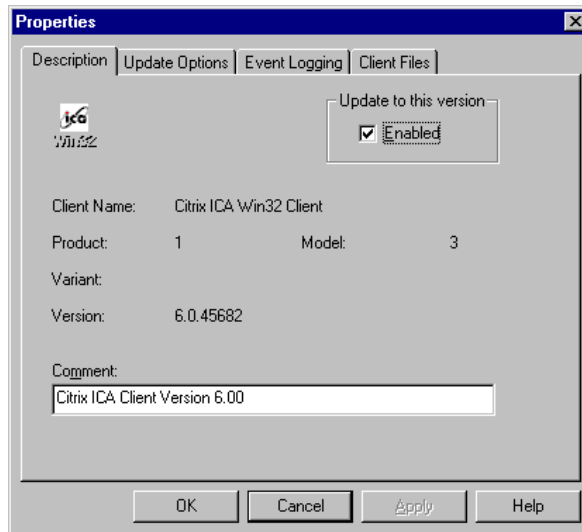 Properties
Description Update Options Event Logging Client Files
ica
Win32
Update to this version
Enabled
Client Name: Citrix ICA Win32 Client
Product: 1 Model: 3
Variant:
Version: 6.0.45682
Comment:
Citrix ICA Client Version 6.00
OK Cancel Apply Help